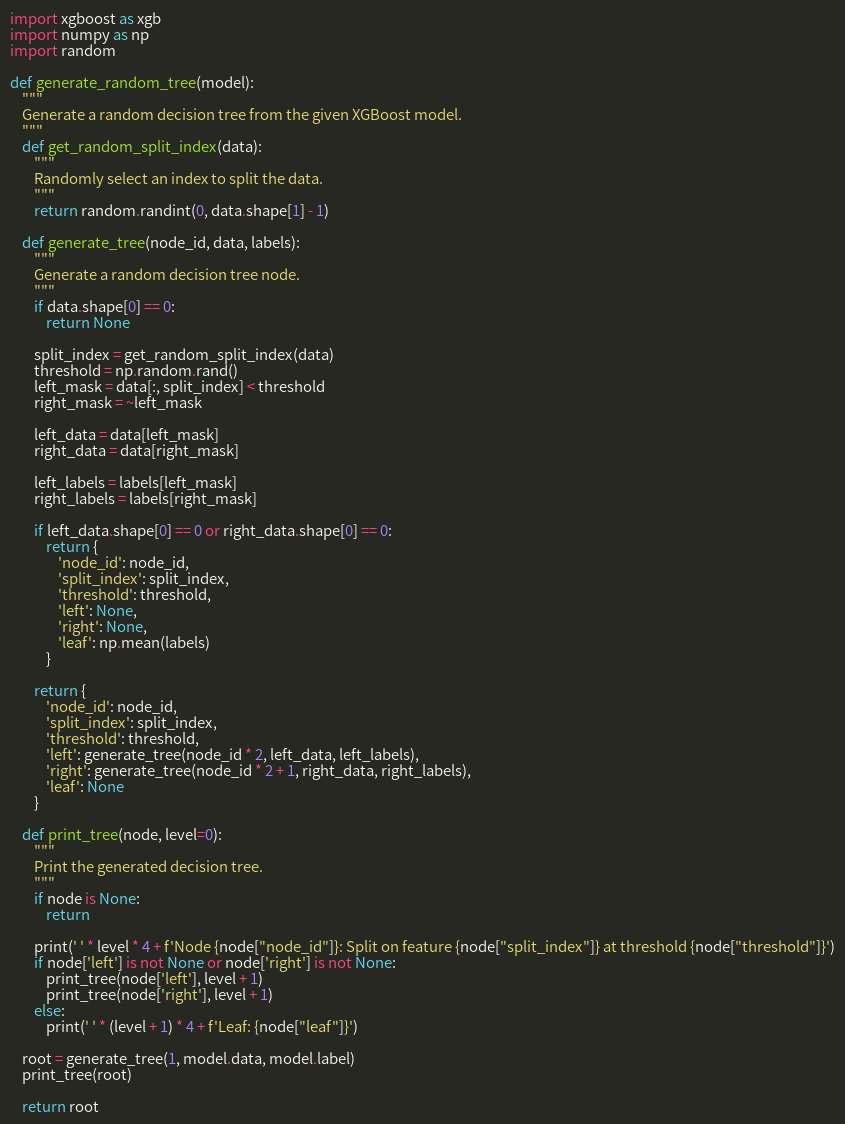 import xgboost as xgb
import numpy as np
import random

def generate_random_tree(model):
    """
    Generate a random decision tree from the given XGBoost model.
    """
    def get_random_split_index(data):
        """
        Randomly select an index to split the data.
        """
        return random.randint(0, data.shape[1] - 1)

    def generate_tree(node_id, data, labels):
        """
        Generate a random decision tree node.
        """
        if data.shape[0] == 0:
            return None

        split_index = get_random_split_index(data)
        threshold = np.random.rand()
        left_mask = data[:, split_index] < threshold
        right_mask = ~left_mask

        left_data = data[left_mask]
        right_data = data[right_mask]

        left_labels = labels[left_mask]
        right_labels = labels[right_mask]

        if left_data.shape[0] == 0 or right_data.shape[0] == 0:
            return {
                'node_id': node_id,
                'split_index': split_index,
                'threshold': threshold,
                'left': None,
                'right': None,
                'leaf': np.mean(labels)
            }

        return {
            'node_id': node_id,
            'split_index': split_index,
            'threshold': threshold,
            'left': generate_tree(node_id * 2, left_data, left_labels),
            'right': generate_tree(node_id * 2 + 1, right_data, right_labels),
            'leaf': None
        }

    def print_tree(node, level=0):
        """
        Print the generated decision tree.
        """
        if node is None:
            return

        print(' ' * level * 4 + f'Node {node["node_id"]}: Split on feature {node["split_index"]} at threshold {node["threshold"]}')
        if node['left'] is not None or node['right'] is not None:
            print_tree(node['left'], level + 1)
            print_tree(node['right'], level + 1)
        else:
            print(' ' * (level + 1) * 4 + f'Leaf: {node["leaf"]}')

    root = generate_tree(1, model.data, model.label)
    print_tree(root)

    return root